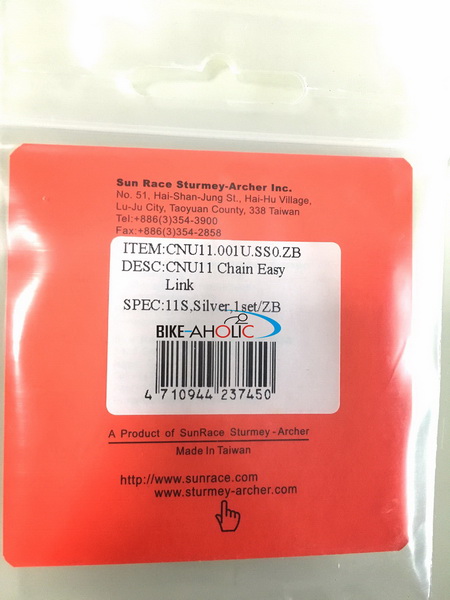 Sun Race Sturmey-Archer Inc.
No. 51, Hai-Shan-Jung St., Hai-Hu Village,
Lu-Ju City, Taoyuan County, 338 Taiwan
Tel:+886(3)354-3900
Fax:+886(3)354-2858
ITEM:CNU11.001U.SS0.ZB
DESC:CNU11 Chain Easy
Link
SPEC:11S,Silver,1set/ZB
BIKE-AHOLIC
4 710944 237450
A Product of SunRace Sturmey-Archer
Made In Taiwan
http://www.sunrace.com
www.sturmey-archer.com